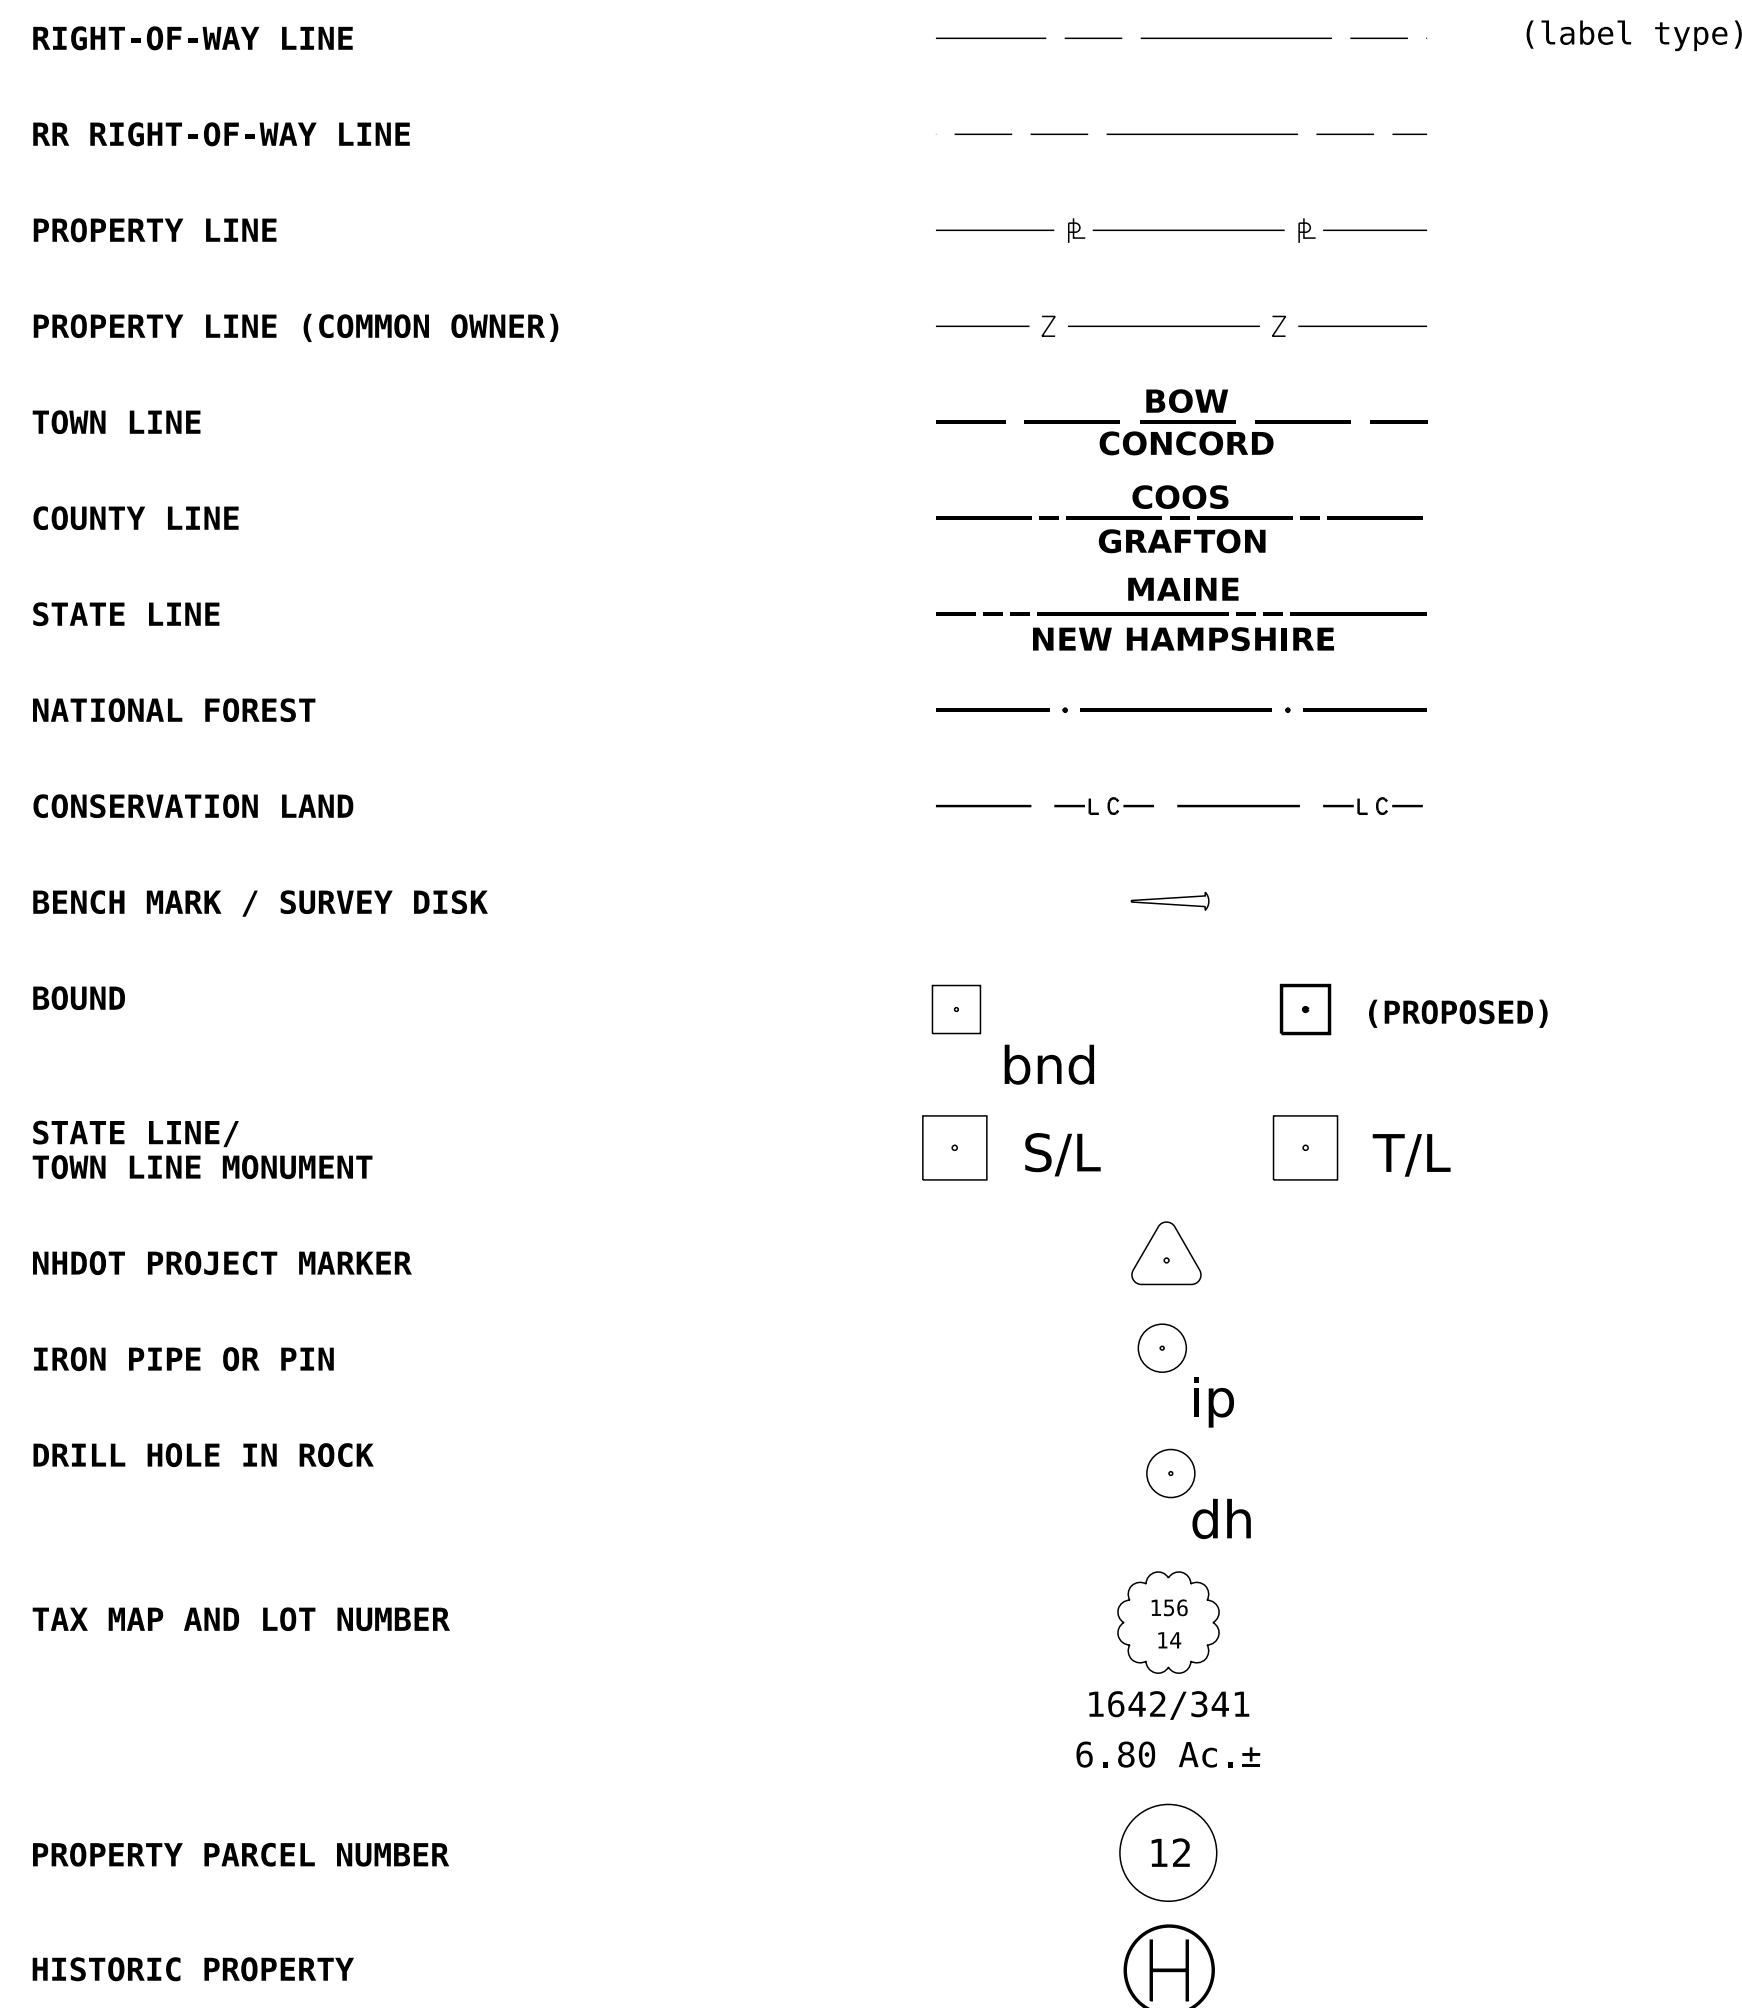 RIGHT-OF-WAY LINE (label type)
RR RIGHT-OF-WAY LINE
PROPERTY LINE ⅊ ⅊
PROPERTY LINE (COMMON OWNER) Z Z
BOW
TOWN LINE
CONCORD
COOS
COUNTY LINE
GRAFTON
MAINE
STATE LINE
NEW HAMPSHIRE
NATIONAL FOREST
CONSERVATION LAND L C L C
BENCH MARK / SURVEY DISK
BOUND (PROPOSED)
bnd
STATE LINE/
TOWN LINE MONUMENT S/L T/L
NHDOT PROJECT MARKER
IRON PIPE OR PIN
ip
DRILL HOLE IN ROCK
dh
TAX MAP AND LOT NUMBER
156
14
1642/341
6.80 Ac.±
PROPERTY PARCEL NUMBER 12
HISTORIC PROPERTY H